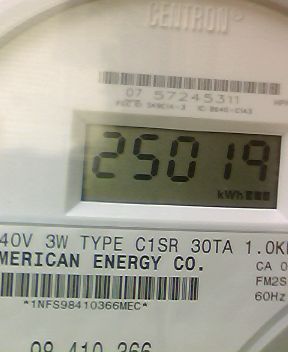 CENTRON®
07 57245311
25019
kWh
40V 3W TYPE C1SR 30TA 1.0K
MERICAN ENERGY CO.
CA 0
FM2S
*1NFS98410366MEC*
60Hz
98 410 366